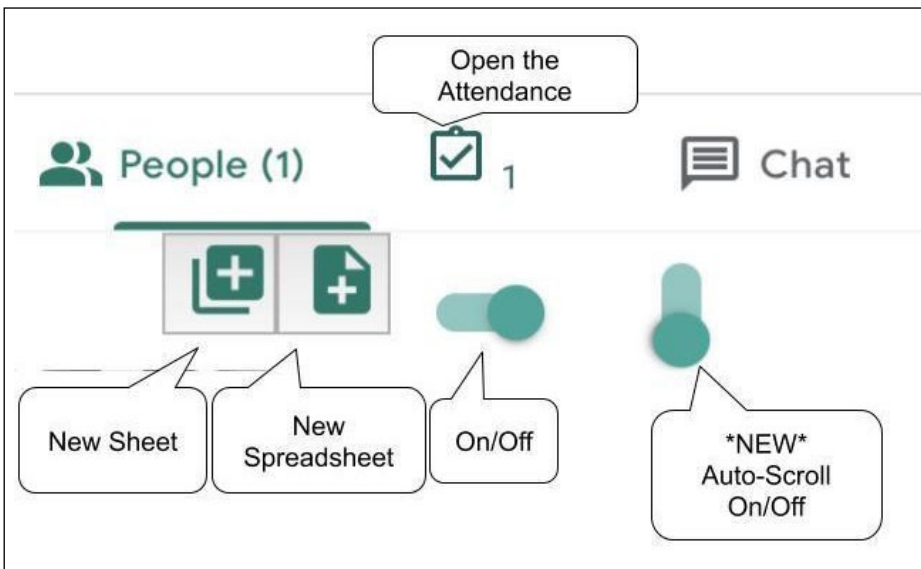 Open the
Attendance
People (1)
1
Chat
New Sheet
New
Spreadsheet
On/Off
*NEW*
Auto-Scroll
On/Off